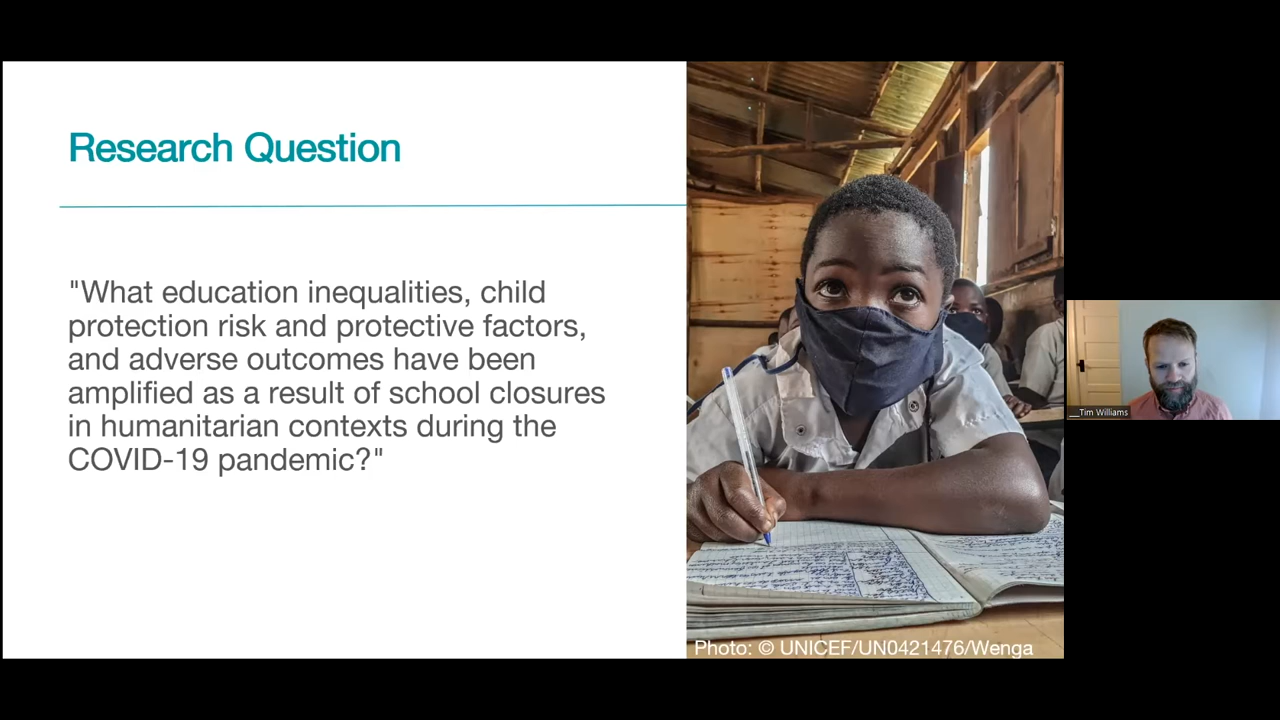 Research Question
"What education inequalities, child
protection risk and protective factors,
and adverse outcomes have been
amplified as a result of school closures
in humanitarian contexts during the
COVID-19 pandemic?"
Photo: © UNICEF/UN0421476/Wenga
__Tim Williams